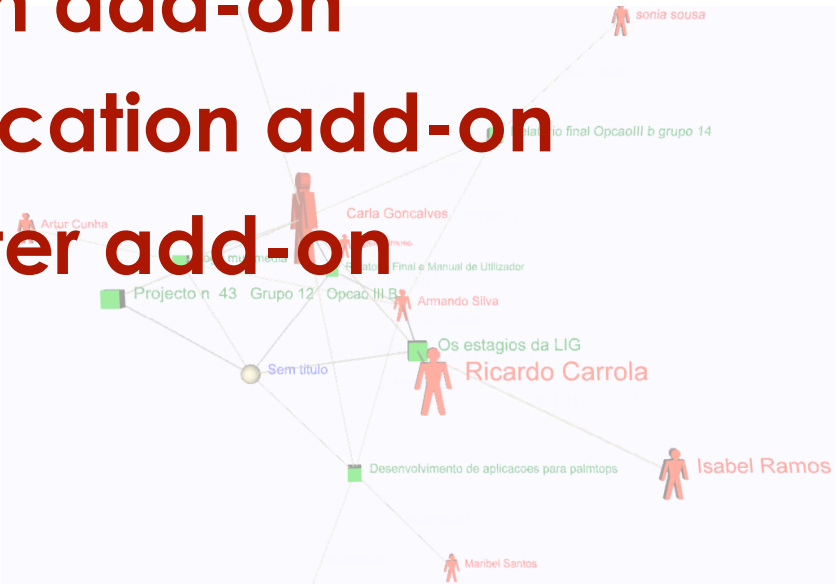 n add-on
sonia sousa
cation add-on
elatorio final OpcaoIII b grupo 14
Carla Goncalves
Artur Cunha
ter add-on
Final e Manual de Utilizador
Projecto n 43 Grupo 12 Opcao III B
Armando Silva
Os estagios da LIG
Sem titulo
Ricardo Carrola
Isabel Ramos
Desenvolvimento de aplicacoes para palmtops
Maribel Santos